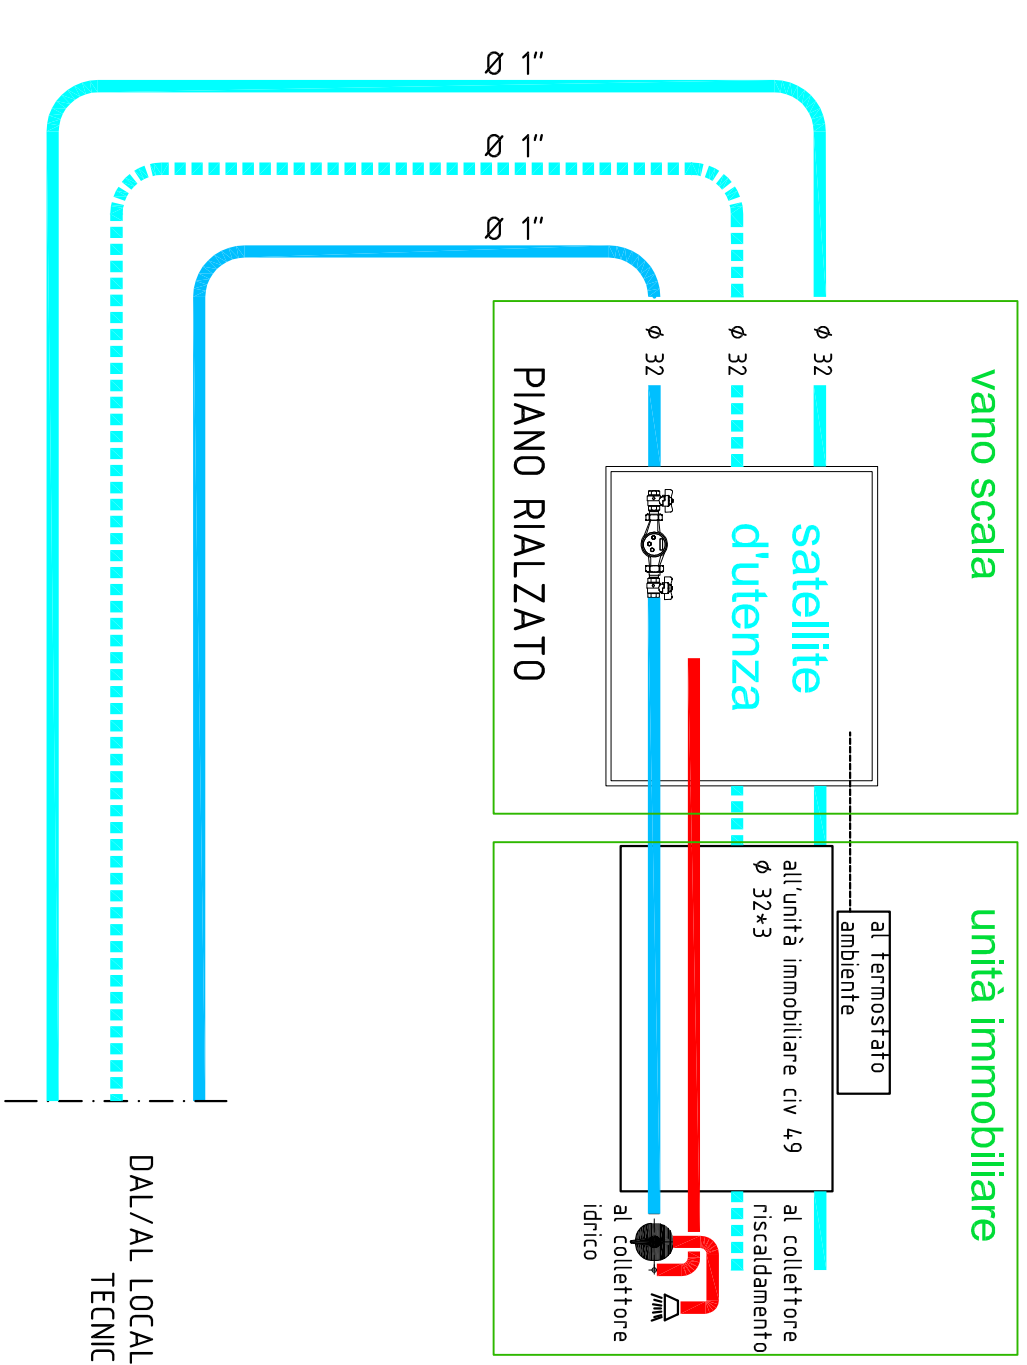 Ø 1"
Ø 1"
Ø 1"
vano scala
Ø 32
Ø 32
Ø 32
satellite
d'utenza
PIANO RIALZATO
unità immobiliare
al termostato
ambiente
all'unità immobiliare civ 49
Ø 32*3
al collettore
riscaldamento
al collettore
idrico
DAL/AL LOCAL
TECNIC